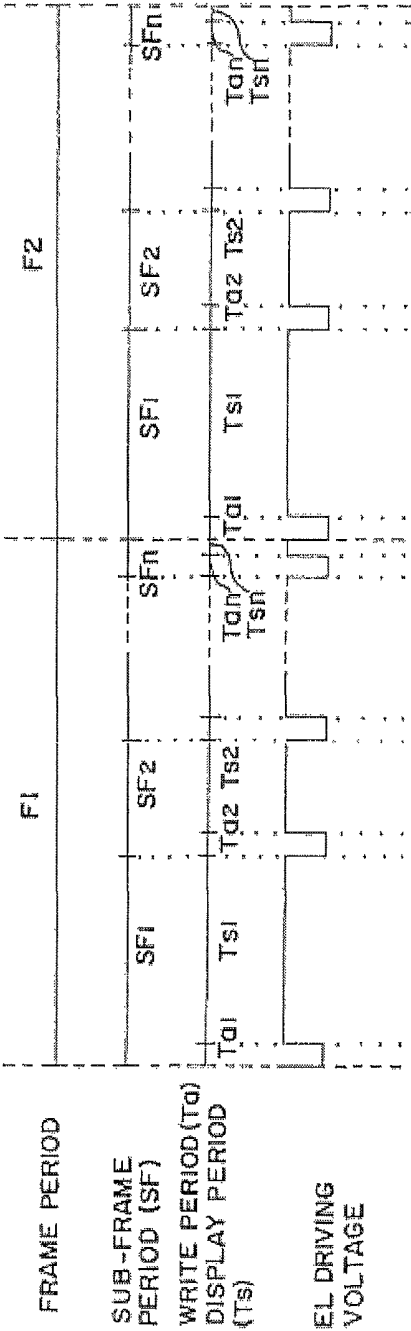 FRAME PERIOD
F1
F2
SUB-FRAME
PERIOD (SF)
SF1
SF2
SFn
SF1
SF2
SFn
WRITE PERIOD(Ta)
DISPLAY PERIOD
(Ts)
Ta1
Ts1
Ta2
Ts2
Tan
Tsn
Ta1
Ts1
Ta2
Ts2
Tan
Tsn
EL DRIVING
VOLTAGE